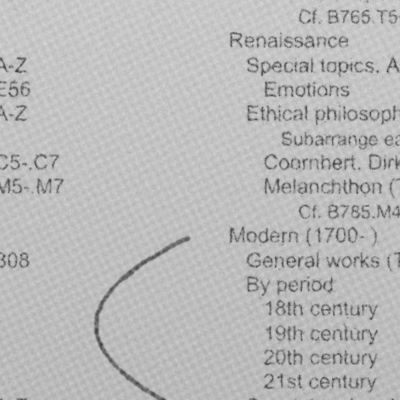 Cf. B765.T5
Renaissance
A-Z Special topics, A
E56 Emotions
A-Z Ethical philosoph
Subarrange ea
C5-.C7 Coornhert, Dirk
M5-.M7 Melanchthon (
Cf. B785.M4
Modern (1700- )
308 General works (
By period
18th century
19th century
20th century
21st century